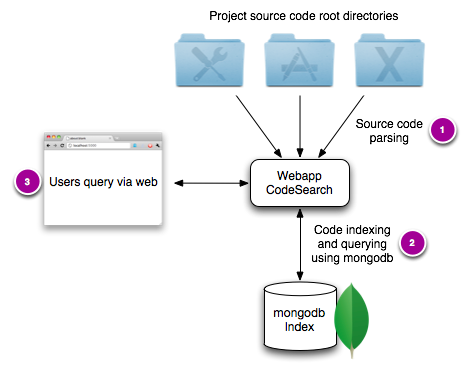 Project source code root directories
X
Source code
parsing
1
Users query via web
3
Webapp
CodeSearch
Code indexing
and querying
using mongodb
2
mongodb
Index